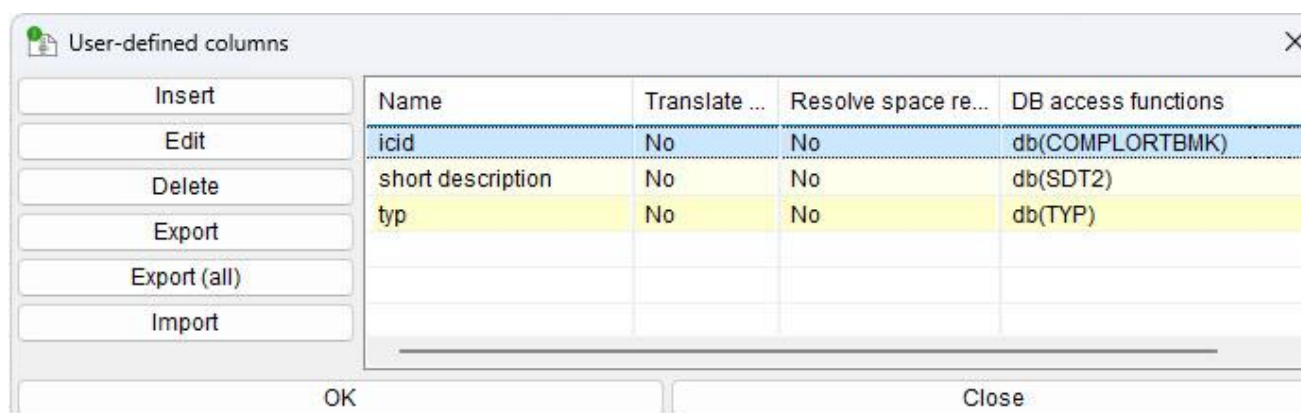 User-defined columns
Insert
Edit
Delete
Export
Export (all)
Import
Name Translate ... Resolve space re... DB access functions
icid No No db(COMPLORTBMK)
short description No No db(SDT2)
typ No No db(TYP)
OK Close